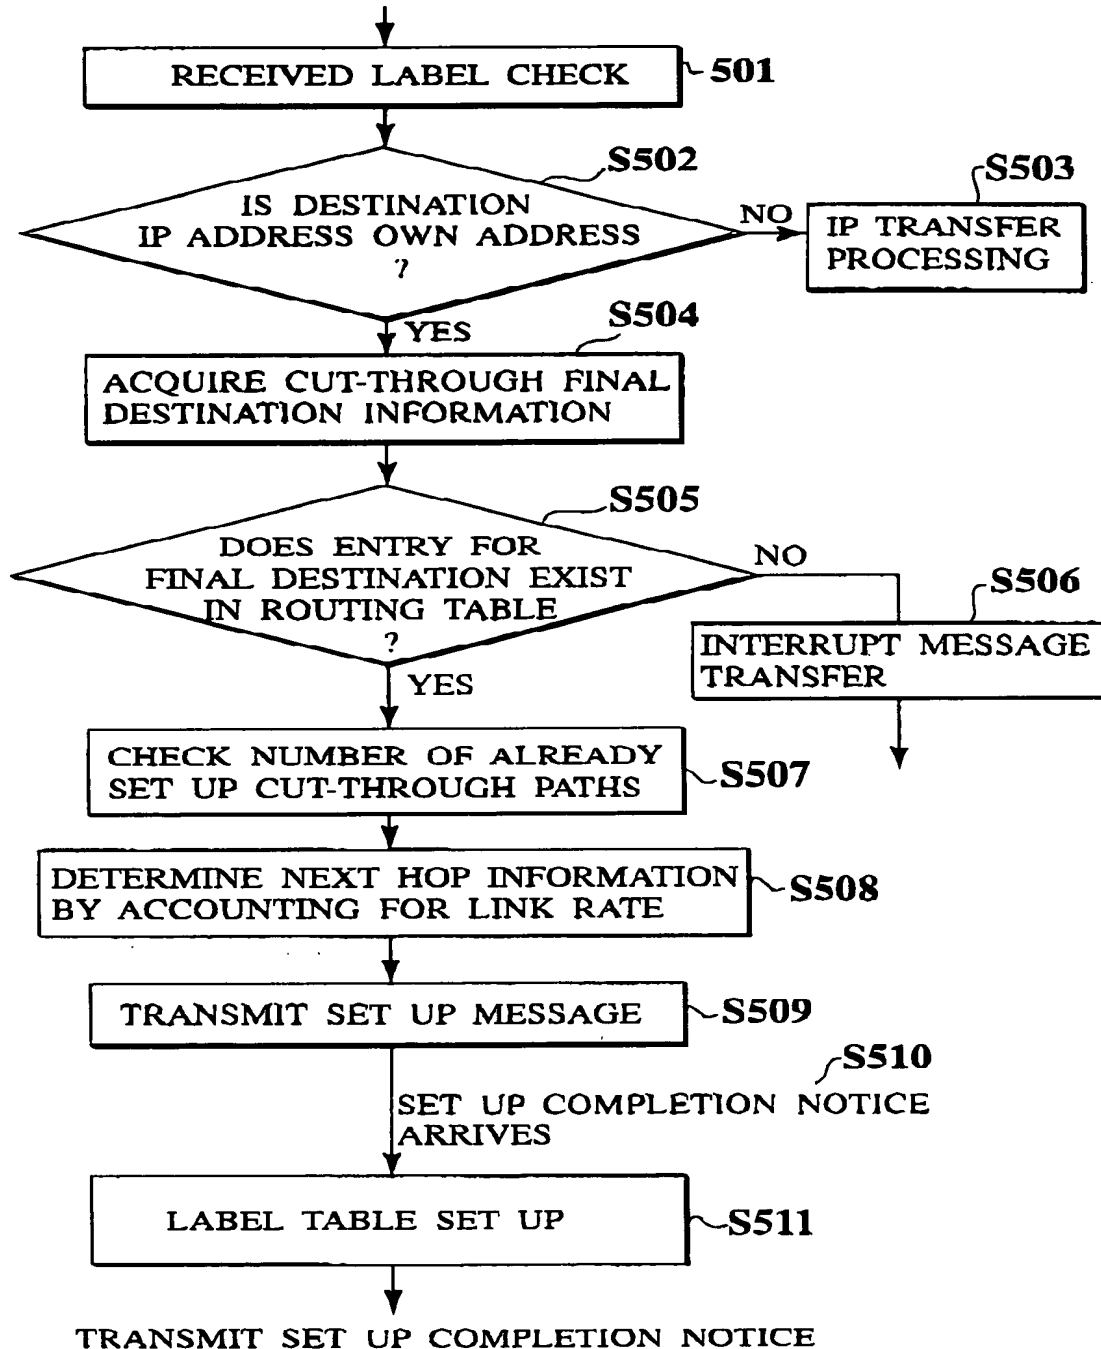 RECEIVED LABEL CHECK
501
S502
IS DESTINATION
IP ADDRESS OWN ADDRESS
?
NO
S503
IP TRANSFER
PROCESSING
YES
S504
ACQUIRE CUT-THROUGH FINAL
DESTINATION INFORMATION
S505
DOES ENTRY FOR
FINAL DESTINATION EXIST
IN ROUTING TABLE
?
NO
S506
INTERRUPT MESSAGE
TRANSFER
YES
CHECK NUMBER OF ALREADY
SET UP CUT-THROUGH PATHS
S507
DETERMINE NEXT HOP INFORMATION
BY ACCOUNTING FOR LINK RATE
S508
TRANSMIT SET UP MESSAGE
S509
S510
SET UP COMPLETION NOTICE
ARRIVES
LABEL TABLE SET UP
S511
TRANSMIT SET UP COMPLETION NOTICE